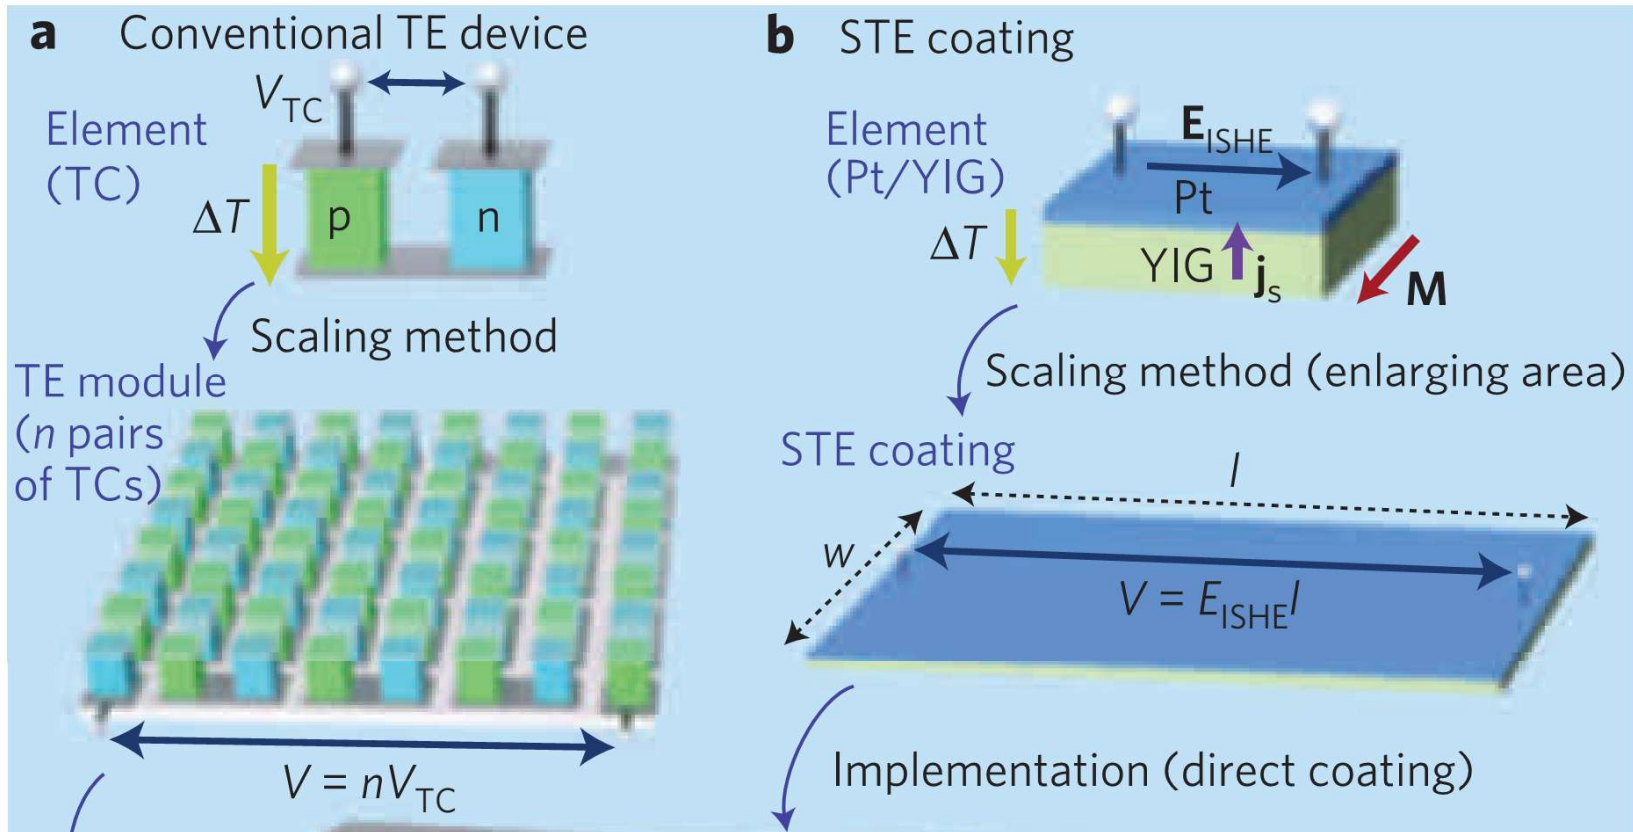 a Conventional TE device
V_TC
Element
(TC)
ΔT
p
n
Scaling method
TE module
(n pairs
of TCs)
V = nV_TC
b STE coating
Element
(Pt/YIG)
E_ISHE
Pt
ΔT
YIG
j_s
M
Scaling method (enlarging area)
STE coating
l
w
V = E_ISHE l
Implementation (direct coating)